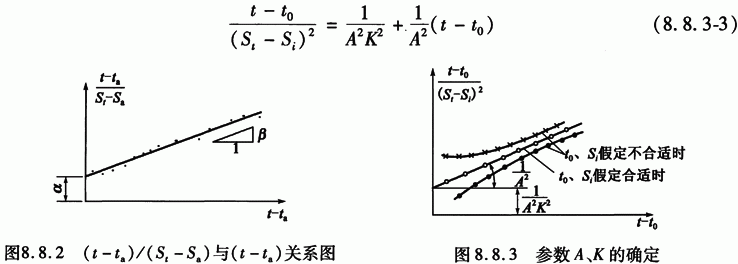 (t − t₀)/(Sₜ − Sᵢ)² = 1/(A²K²) + 1/A² (t − t₀) (8.8.3-3)
t−tₐ
Sₜ−Sₐ
β
1
α
t−tₐ
t−t₀
(Sₜ−Sᵢ)²
t₀、Sᵢ假定不合适时
t₀、Sᵢ假定合适时
1/A²
1/A²K²
t−t₀
图8.8.2 (t−tₐ)/(Sₜ−Sₐ)与(t−tₐ)关系图
图8.8.3 参数A、K的确定